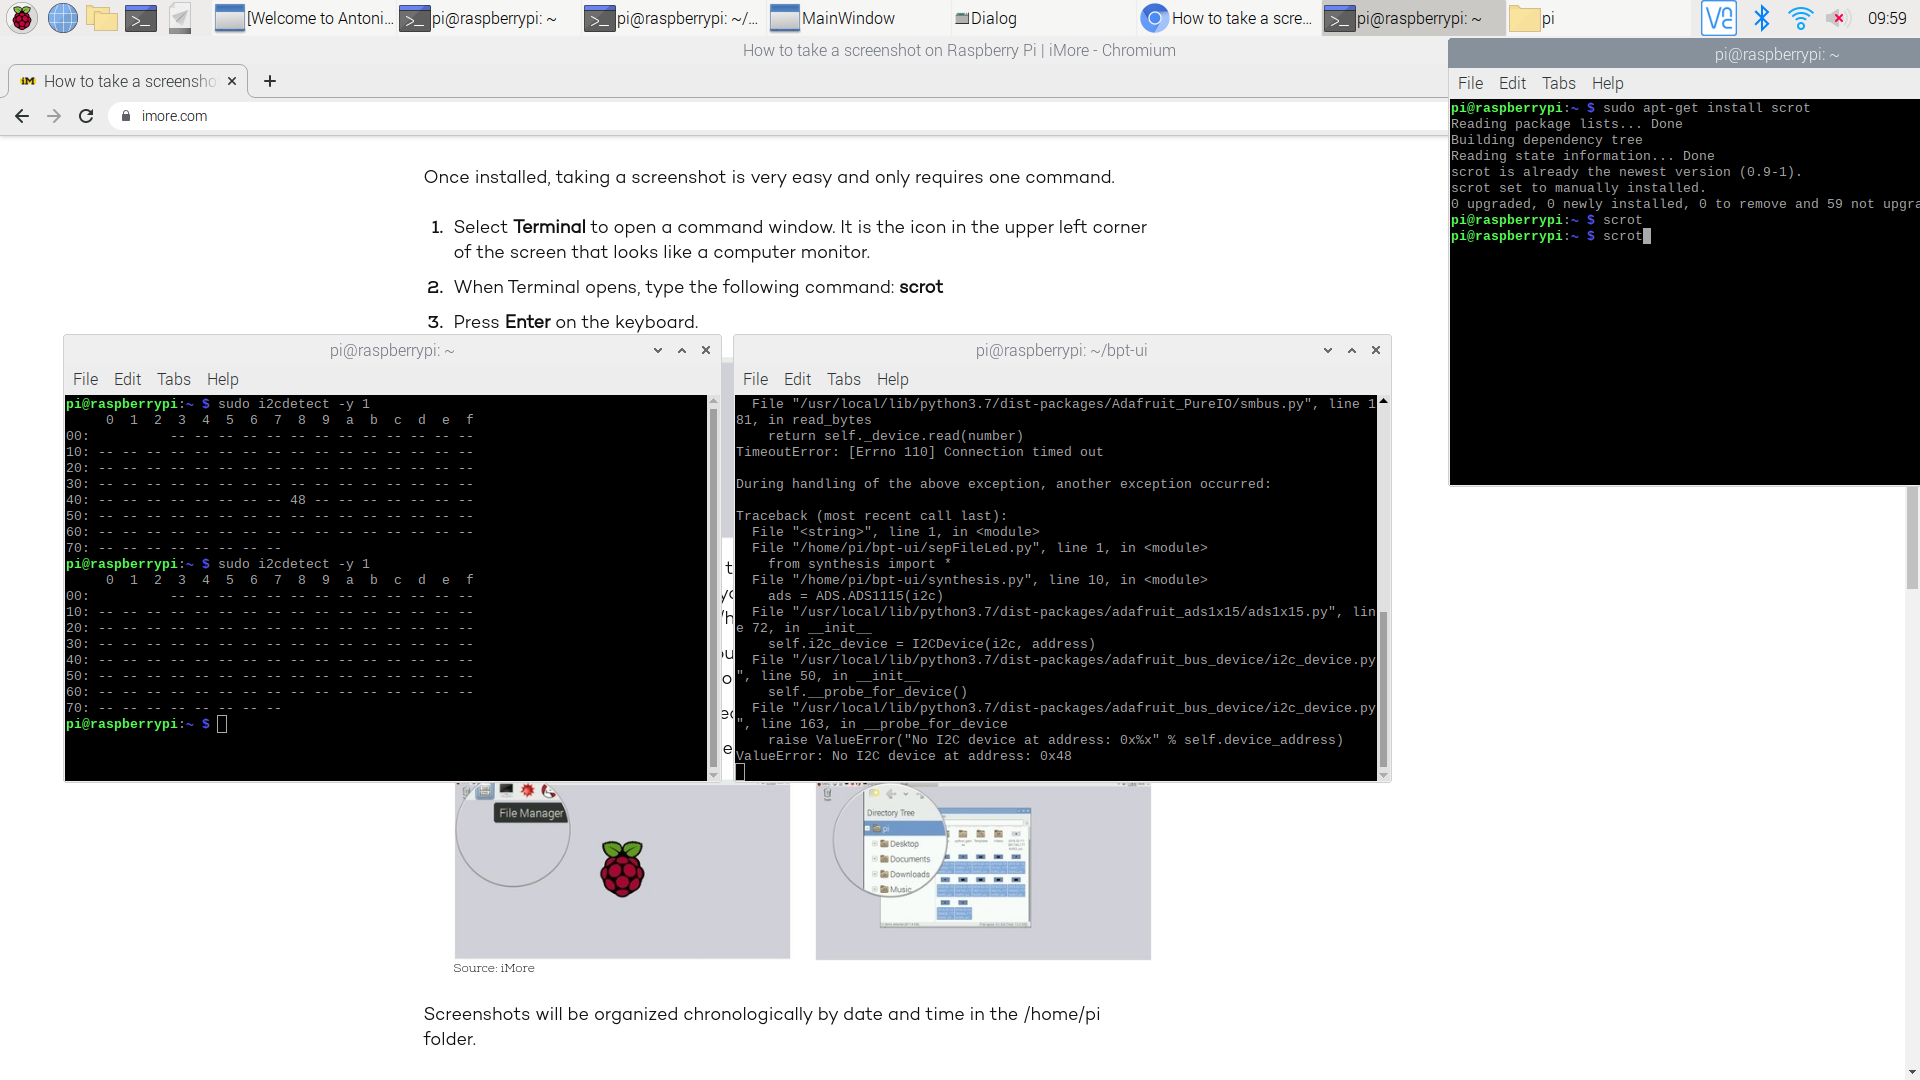 [Welcome to Antoni...
pi@raspberrypi: ~
pi@raspberrypi: ~/...
MainWindow
Dialog
How to take a scre...
pi@raspberrypi: ~
pi
09:59
How to take a screenshot on Raspberry Pi | iMore - Chromium
How to take a screensho
imore.com
Once installed, taking a screenshot is very easy and only requires one command.
1. Select Terminal to open a command window. It is the icon in the upper left corner
of the screen that looks like a computer monitor.
2. When Terminal opens, type the following command: scrot
3. Press Enter on the keyboard.
pi@raspberrypi: ~
File Edit Tabs Help
pi@raspberrypi:~ $ sudo apt-get install scrot
Reading package lists... Done
Building dependency tree
Reading state information... Done
scrot is already the newest version (0.9-1).
scrot set to manually installed.
0 upgraded, 0 newly installed, 0 to remove and 59 not upgra
pi@raspberrypi:~ $ scrot
pi@raspberrypi:~ $ scrot
pi@raspberrypi: ~
File Edit Tabs Help
pi@raspberrypi:~ $ sudo i2cdetect -y 1
     0  1  2  3  4  5  6  7  8  9  a  b  c  d  e  f
00:          -- -- -- -- -- -- -- -- -- -- -- -- --
10: -- -- -- -- -- -- -- -- -- -- -- -- -- -- -- --
20: -- -- -- -- -- -- -- -- -- -- -- -- -- -- -- --
30: -- -- -- -- -- -- -- -- -- -- -- -- -- -- -- --
40: -- -- -- -- -- -- -- -- 48 -- -- -- -- -- -- --
50: -- -- -- -- -- -- -- -- -- -- -- -- -- -- -- --
60: -- -- -- -- -- -- -- -- -- -- -- -- -- -- -- --
70: -- -- -- -- -- -- -- --
pi@raspberrypi:~ $ sudo i2cdetect -y 1
     0  1  2  3  4  5  6  7  8  9  a  b  c  d  e  f
00:          -- -- -- -- -- -- -- -- -- -- -- -- --
10: -- -- -- -- -- -- -- -- -- -- -- -- -- -- -- --
20: -- -- -- -- -- -- -- -- -- -- -- -- -- -- -- --
30: -- -- -- -- -- -- -- -- -- -- -- -- -- -- -- --
40: -- -- -- -- -- -- -- -- -- -- -- -- -- -- -- --
50: -- -- -- -- -- -- -- -- -- -- -- -- -- -- -- --
60: -- -- -- -- -- -- -- -- -- -- -- -- -- -- -- --
70: -- -- -- -- -- -- -- --
pi@raspberrypi:~ $
pi@raspberrypi: ~/bpt-ui
File Edit Tabs Help
  File "/usr/local/lib/python3.7/dist-packages/Adafruit_PureIO/smbus.py", line 1
81, in read_bytes
    return self._device.read(number)
TimeoutError: [Errno 110] Connection timed out
During handling of the above exception, another exception occurred:
Traceback (most recent call last):
  File "<string>", line 1, in <module>
  File "/home/pi/bpt-ui/sepFileLed.py", line 1, in <module>
    from synthesis import *
  File "/home/pi/bpt-ui/synthesis.py", line 10, in <module>
    ads = ADS.ADS1115(i2c)
  File "/usr/local/lib/python3.7/dist-packages/adafruit_ads1x15/ads1x15.py", lin
e 72, in __init__
    self.i2c_device = I2CDevice(i2c, address)
  File "/usr/local/lib/python3.7/dist-packages/adafruit_bus_device/i2c_device.py
", line 50, in __init__
    self.__probe_for_device()
  File "/usr/local/lib/python3.7/dist-packages/adafruit_bus_device/i2c_device.py
", line 163, in __probe_for_device
    raise ValueError("No I2C device at address: 0x%x" % self.device_address)
ValueError: No I2C device at address: 0x48
File Manager
Directory Tree
pi
Desktop
Documents
Downloads
Music
Source: iMore
Screenshots will be organized chronologically by date and time in the /home/pi
folder.